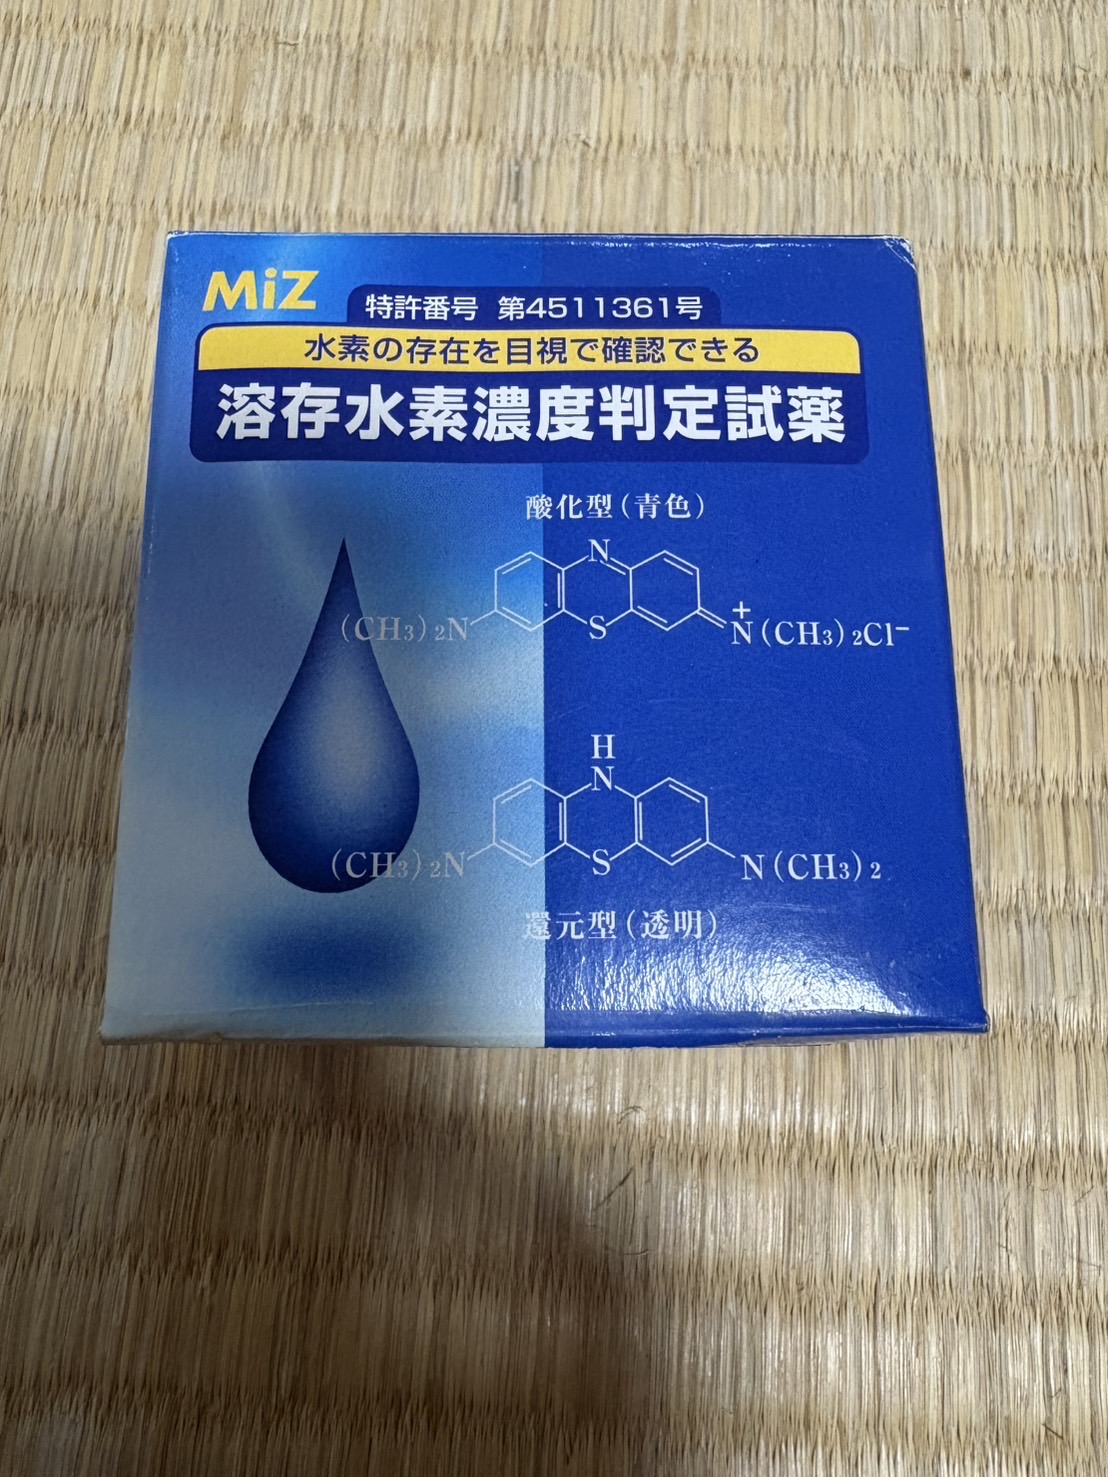 MiZ
特許番号 第4511361号
水素の存在を目視で確認できる
溶存水素濃度判定試薬
酸化型(青色)
N
(CH3)2N
S
+
N(CH3)2Cl−
H
N
(CH3)2N
S
N(CH3)2
還元型(透明)